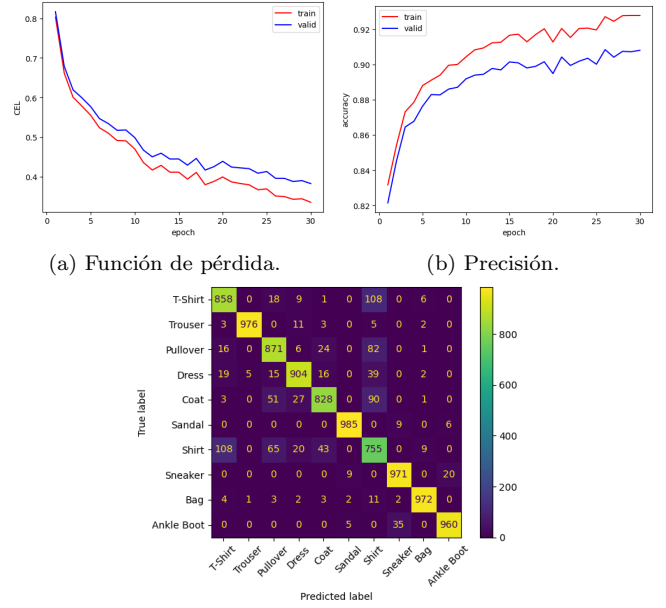 0.8
0.7
0.6
0.5
0.4
CEL
0 5 10 15 20 25 30
epoch
train
valid
0.92
0.90
0.88
0.86
0.84
0.82
accuracy
0 5 10 15 20 25 30
epoch
train
valid
(a) Función de pérdida.
(b) Precisión.
True label
T-Shirt 858 0 18 9 1 0 108 0 6 0
Trouser 3 976 0 11 3 0 5 0 2 0
Pullover 16 0 871 6 24 0 82 0 1 0
Dress 19 5 15 904 16 0 39 0 2 0
Coat 3 0 51 27 828 0 90 0 1 0
Sandal 0 0 0 0 0 985 0 9 0 6
Shirt 108 0 65 20 43 0 755 0 9 0
Sneaker 0 0 0 0 0 9 0 971 0 20
Bag 4 1 3 2 3 2 11 2 972 0
Ankle Boot 0 0 0 0 0 5 0 35 0 960
T-Shirt Trouser Pullover Dress Coat Sandal Shirt Sneaker Bag Ankle Boot
Predicted label
800
600
400
200
0